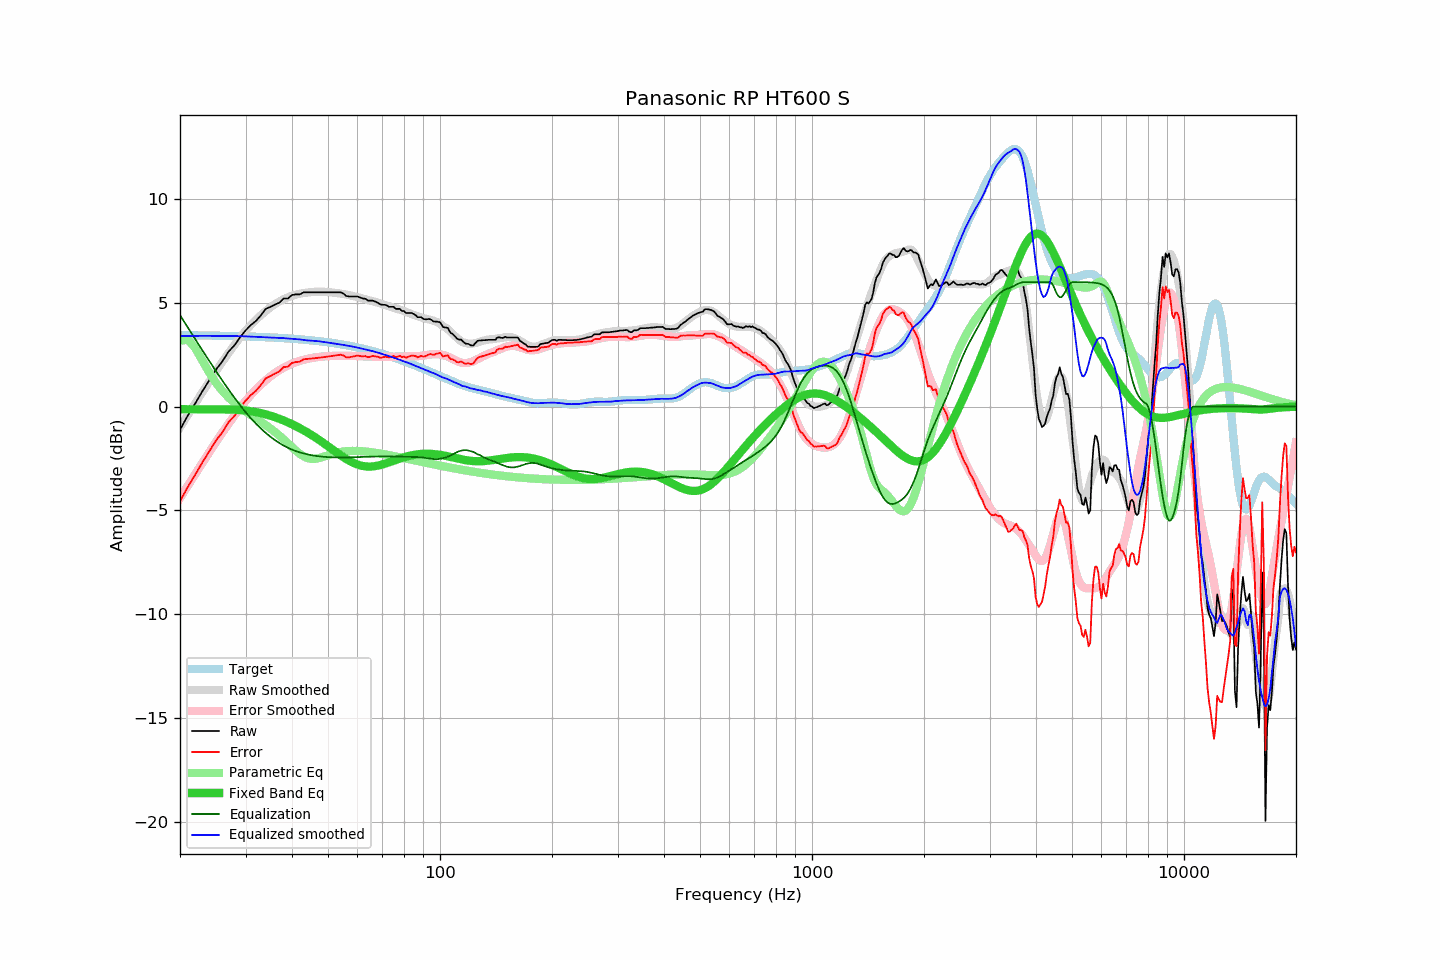 Panasonic RP HT600 S
Amplitude (dBr)
10
5
0
−5
−10
−15
−20
Target
Raw Smoothed
Error Smoothed
Raw
Error
Parametric Eq
Fixed Band Eq
Equalization
Equalized smoothed
100
1000
10000
Frequency (Hz)